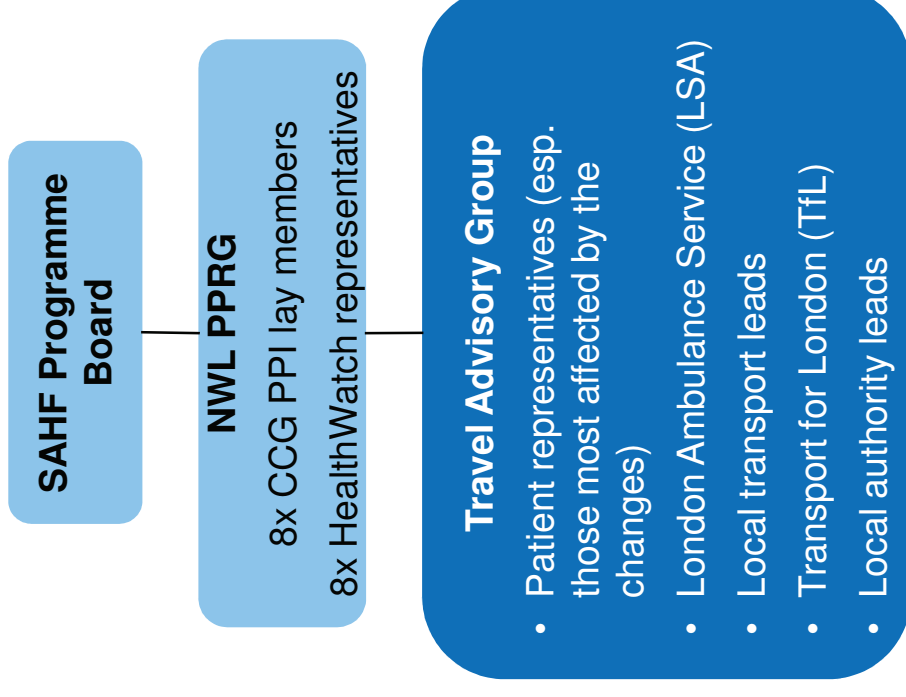 SAHF Programme
Board
NWL PPRG
8x CCG PPI lay members
8x HealthWatch representatives
Travel Advisory Group
• Patient representatives (esp.
those most affected by the
changes)
• London Ambulance Service (LSA)
• Local transport leads
• Transport for London (TfL)
• Local authority leads